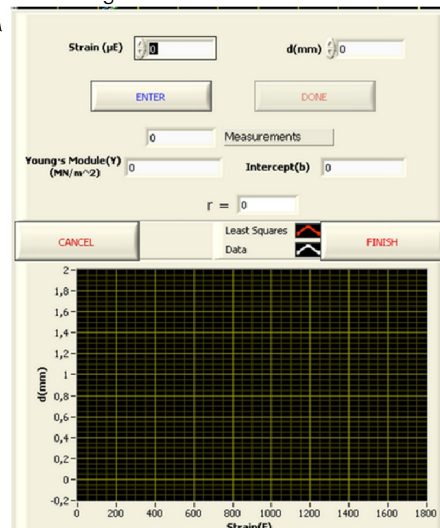 Strain (µE) 0 d(mm) 0
ENTER DONE
0 Measurements
Young's Module(Y) 0 Intercept(b) 0
(MN/m^2)
r = 0
CANCEL Least Squares FINISH
Data
2
1,8
1,6
1,4
1,2
1
0,8
0,6
0,4
0,2
0
-0,2
d(mm)
0 200 400 600 800 1000 1200 1400 1600 1800
Strain(E)